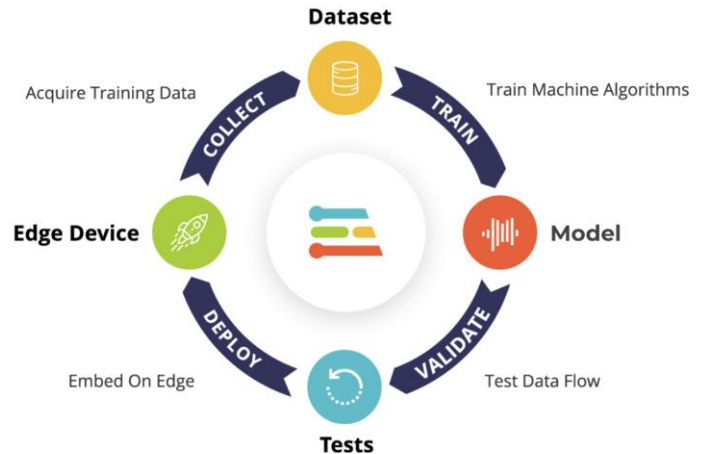 Dataset
Acquire Training Data
COLLECT
TRAIN
Train Machine Algorithms
Edge Device
Model
DEPLOY
VALIDATE
Embed On Edge
Test Data Flow
Tests